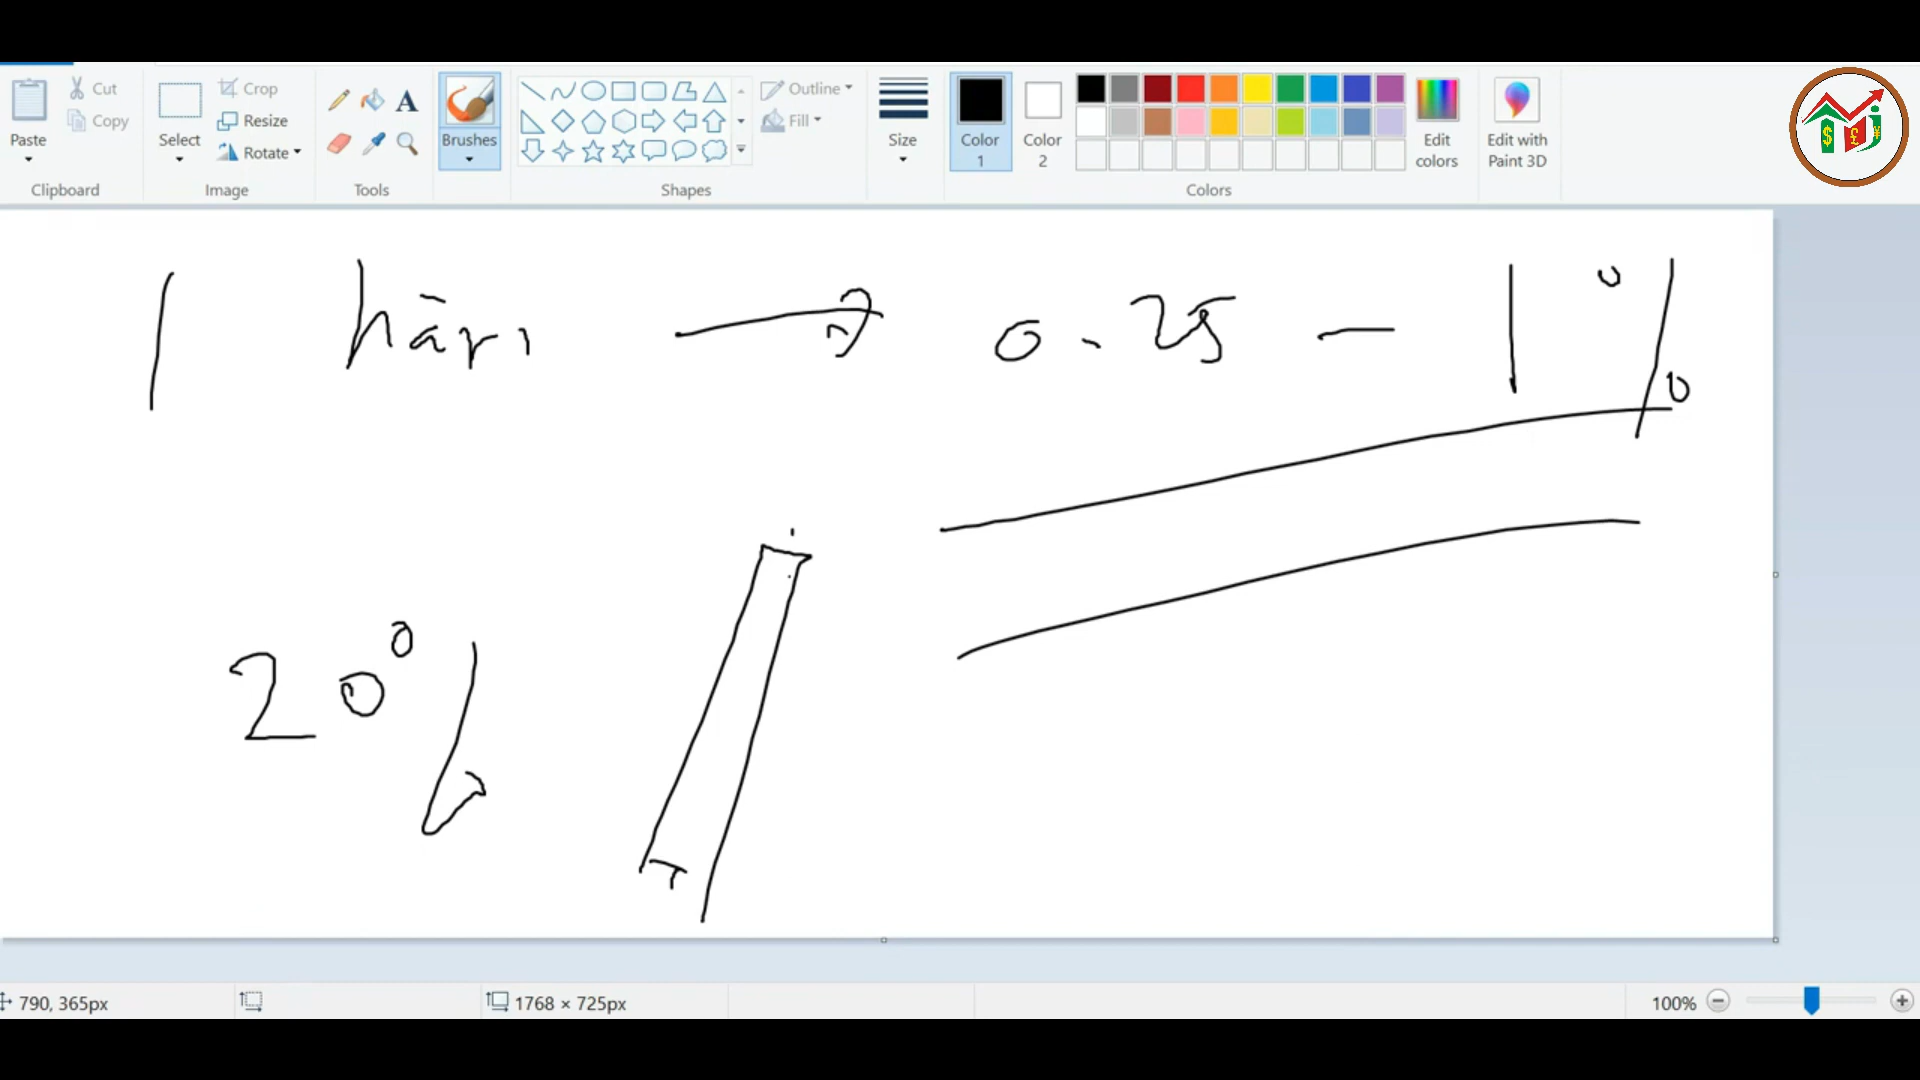 Cut
Crop
Outline
Copy
Resize
Fill
Paste
Select
Rotate
Brushes
Size
Color 1
Color 2
Edit colors
Edit with Paint 3D
Clipboard
Image
Tools
Shapes
Colors
1 hari → 0.25 - 1%
20%
790, 365px
1768 × 725px
100%